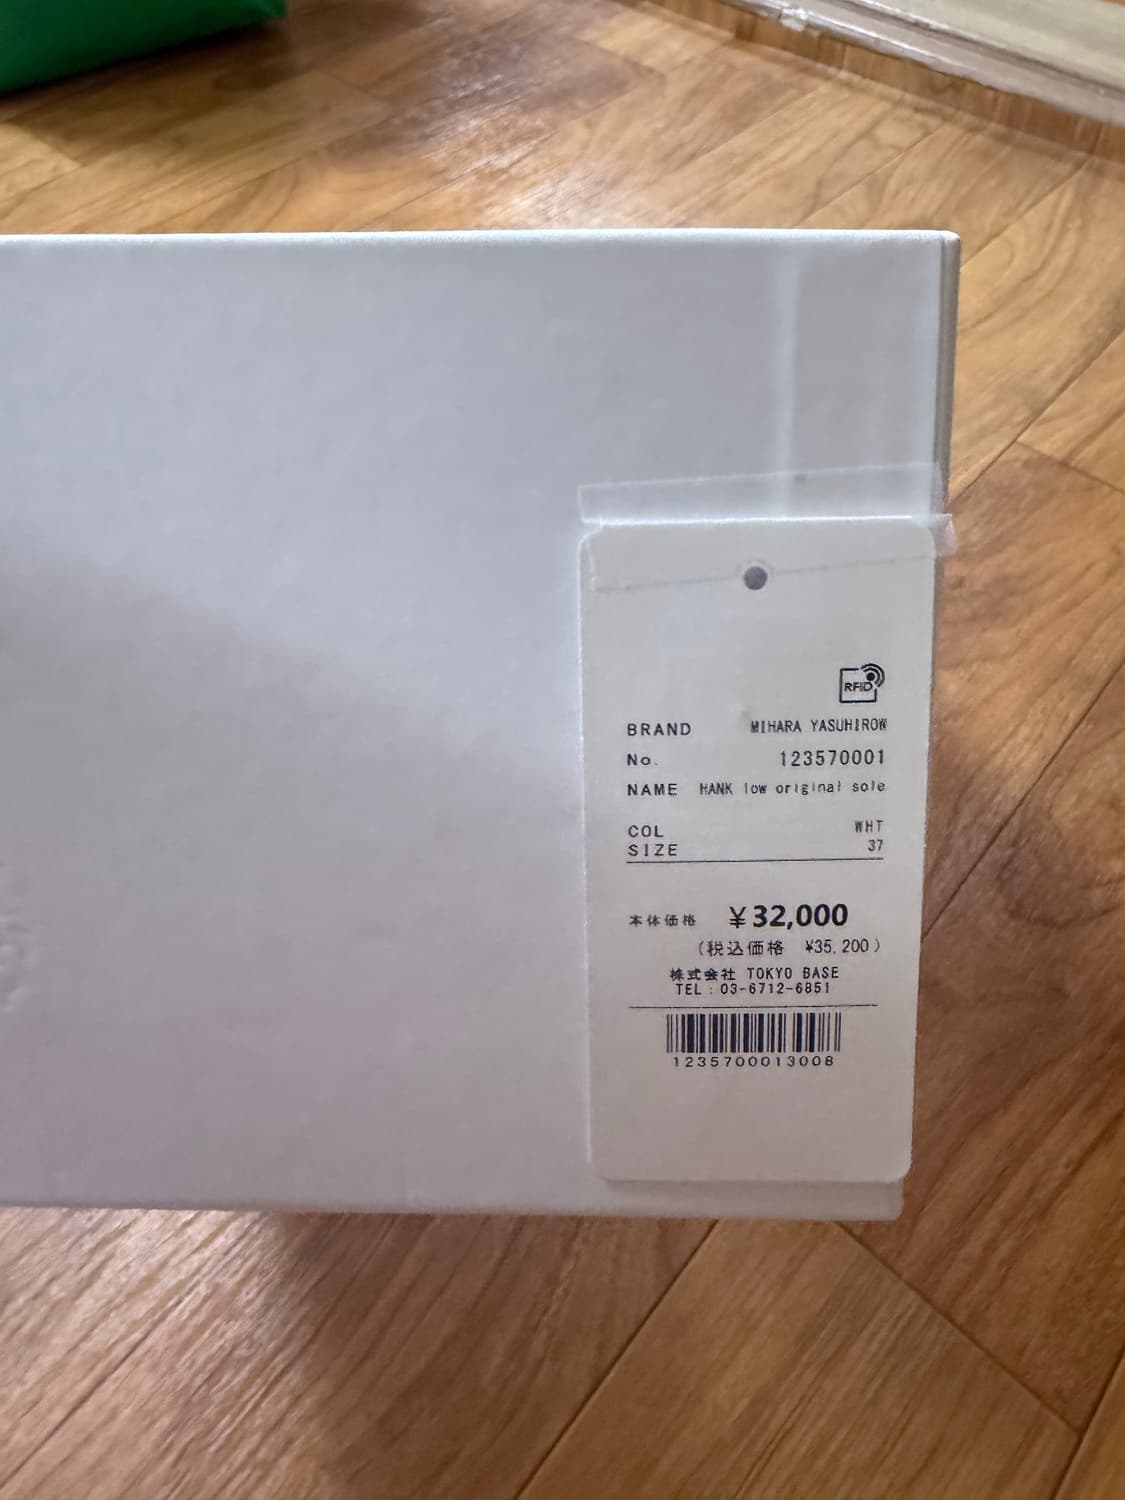 RFID
BRAND MIHARA YASUHIROW
No. 123570001
NAME HANK low original sole
COL WHT
SIZE 37
本体価格 ¥32,000
(税込価格 ¥35,200)
株式会社 TOKYO BASE
TEL:03-6712-6851
1235700013008